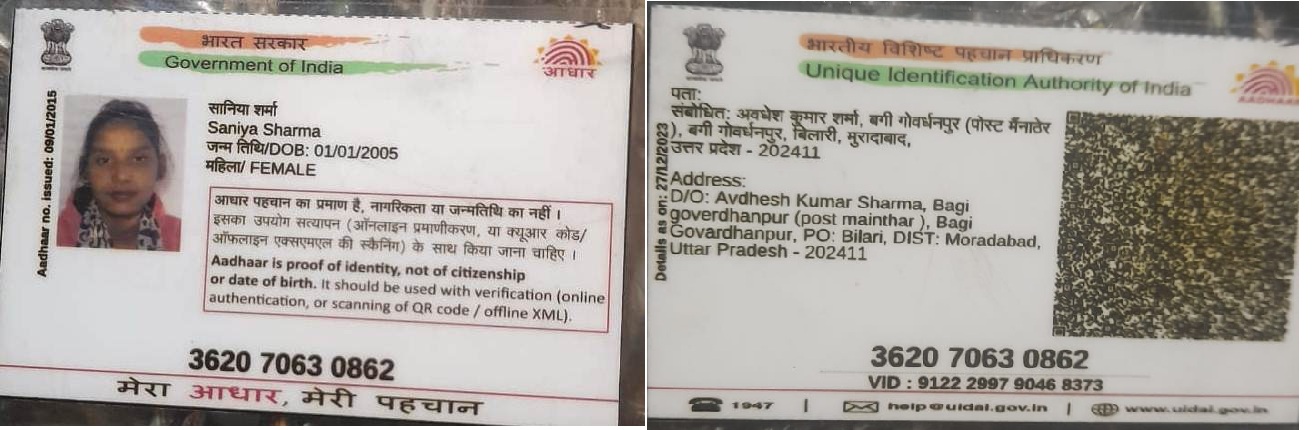 भारत सरकार
Government of India
आधार
Aadhaar no. issued: 09/01/2015
सानिया शर्मा
Saniya Sharma
जन्म तिथि/DOB: 01/01/2005
महिला/ FEMALE
आधार पहचान का प्रमाण है, नागरिकता या जन्मतिथि का नहीं ।
इसका उपयोग सत्यापन (ऑनलाइन प्रमाणीकरण, या क्यूआर कोड/
ऑफलाइन एक्सएमएल की स्कैनिंग) के साथ किया जाना चाहिए ।
Aadhaar is proof of identity, not of citizenship
or date of birth. It should be used with verification (online
authentication, or scanning of QR code / offline XML).
3620 7063 0862
मेरा आधार, मेरी पहचान
भारतीय विशिष्ट पहचान प्राधिकरण
Unique Identification Authority of India
AADHAAR
Details as on: 27/12/2023
पता:
संबोधित: अवधेश कुमार शर्मा, बगी गोवर्धनपुर (पोस्ट मैंनाठेर
), बगी गोवर्धनपुर, बिलारी, मुरादाबाद,
उत्तर प्रदेश - 202411
Address:
D/O: Avdhesh Kumar Sharma, Bagi
goverdhanpur (post mainthar ), Bagi
Govardhanpur, PO: Bilari, DIST: Moradabad,
Uttar Pradesh - 202411
3620 7063 0862
VID : 9122 2997 9046 8373
1947 | help@uidai.gov.in | www.uidai.gov.in